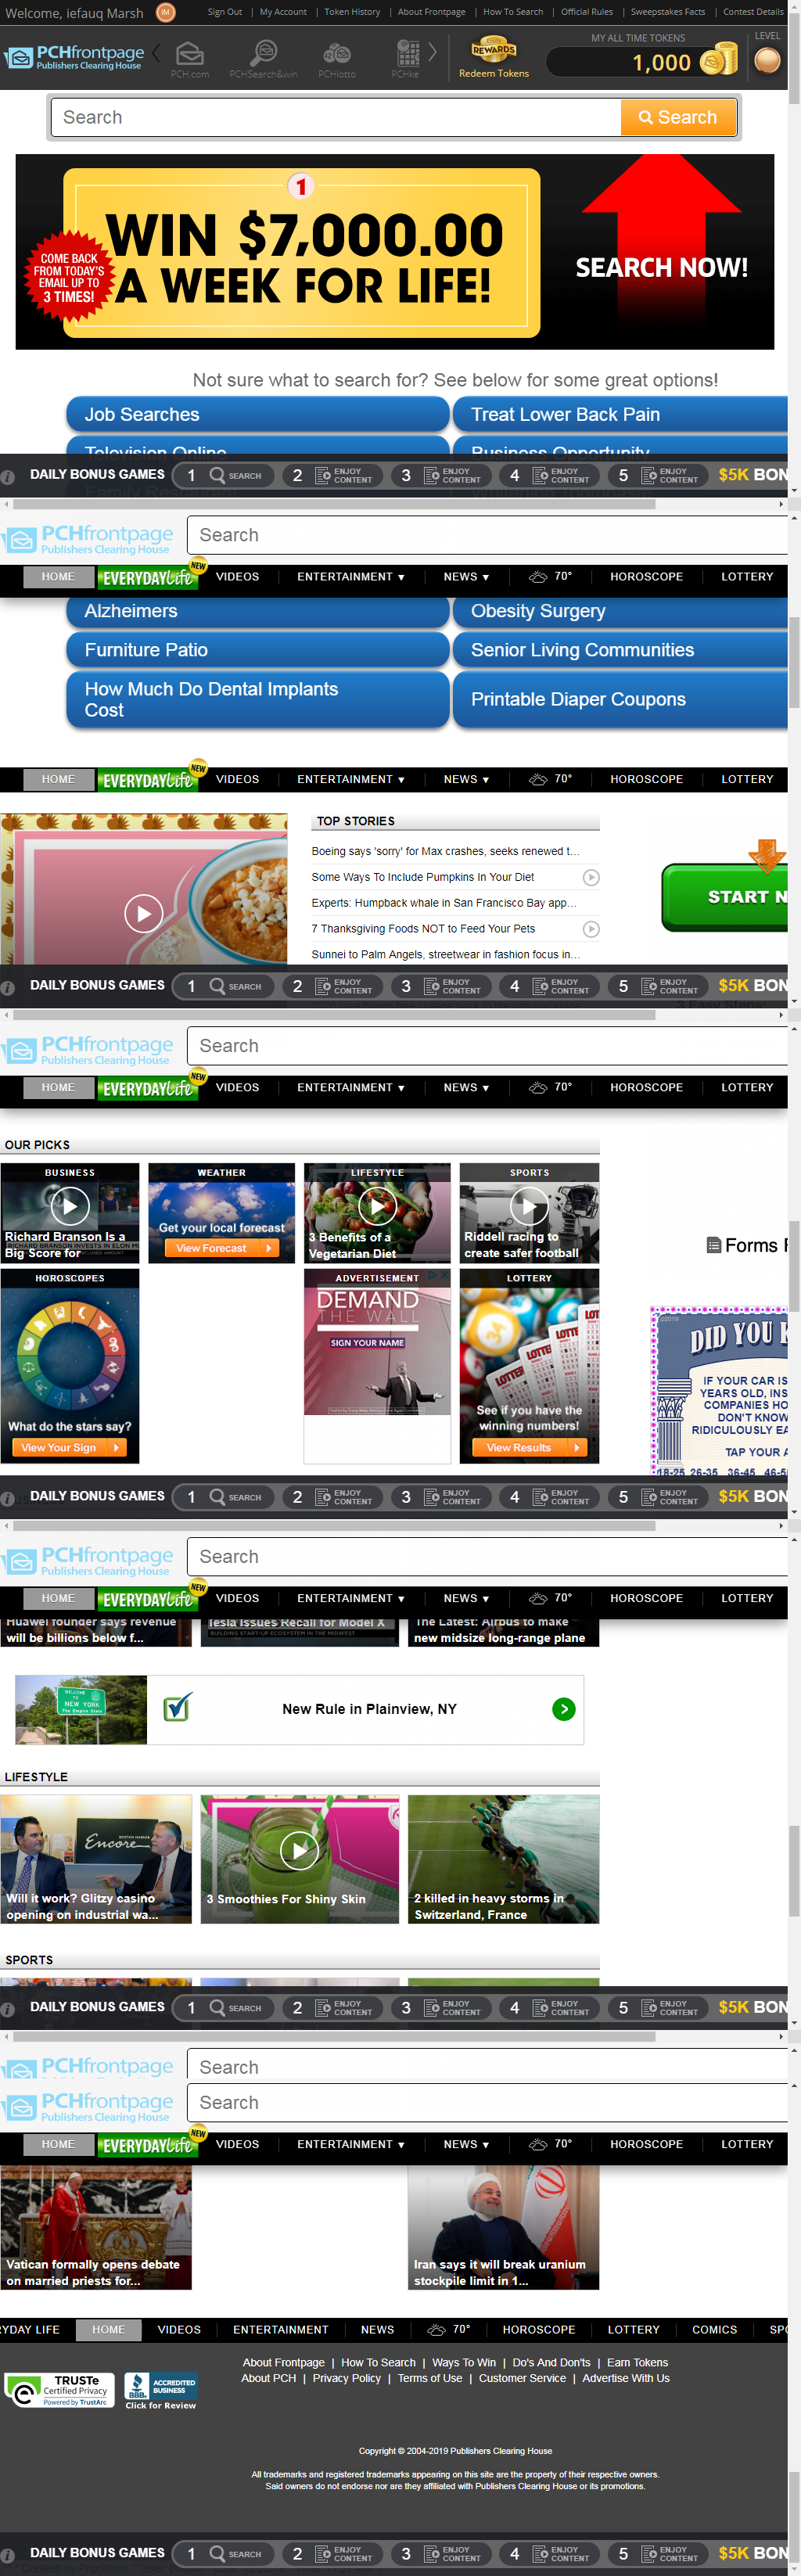 Welcome, iefauq Marsh IM Sign Out | My Account | Token History | About Frontpage | How To Search | Official Rules | Sweepstakes Facts | Contest Details
PCHfrontpage
Publishers Clearing House
PCH.com PCHSearch&win PCHlotto PCHke
REWARDS
Redeem Tokens
MY ALL TIME TOKENS
1,000
LEVEL
Search Search
1
WIN $7,000.00
A WEEK FOR LIFE!
COME BACK
FROM TODAY'S
EMAIL UP TO
3 TIMES!
SEARCH NOW!
Not sure what to search for? See below for some great options!
Job Searches Treat Lower Back Pain
Television Online Business Opportunity
DAILY BONUS GAMES 1 SEARCH 2 ENJOY CONTENT 3 ENJOY CONTENT 4 ENJOY CONTENT 5 ENJOY CONTENT $5K BON
PCHfrontpage
Publishers Clearing House
Search
HOME EVERYDAY Life NEW VIDEOS ENTERTAINMENT ▼ NEWS ▼ 70° HOROSCOPE LOTTERY
Alzheimers Obesity Surgery
Furniture Patio Senior Living Communities
How Much Do Dental Implants
Cost
Printable Diaper Coupons
HOME EVERYDAY Life NEW VIDEOS ENTERTAINMENT ▼ NEWS ▼ 70° HOROSCOPE LOTTERY
TOP STORIES
Boeing says 'sorry' for Max crashes, seeks renewed t...
Some Ways To Include Pumpkins In Your Diet
Experts: Humpback whale in San Francisco Bay app...
7 Thanksgiving Foods NOT to Feed Your Pets
Sunnei to Palm Angels, streetwear in fashion focus in...
START N
DAILY BONUS GAMES 1 SEARCH 2 ENJOY CONTENT 3 ENJOY CONTENT 4 ENJOY CONTENT 5 ENJOY CONTENT $5K BON
3 Easy Steps:
PCHfrontpage
Publishers Clearing House
Search
HOME EVERYDAY Life NEW VIDEOS ENTERTAINMENT ▼ NEWS ▼ 70° HOROSCOPE LOTTERY
OUR PICKS
BUSINESS
Richard Branson Is a
Big Score for
WEATHER
Get your local forecast
View Forecast
LIFESTYLE
3 Benefits of a
Vegetarian Diet
SPORTS
Riddell racing to
create safer football
HOROSCOPES
What do the stars say?
View Your Sign
ADVERTISEMENT
DEMAND
THE WALL
SIGN YOUR NAME
LOTTERY
See if you have the
winning numbers!
View Results
Forms F
©2019
DID YOU K
IF YOUR CAR IS
YEARS OLD, INS
COMPANIES HO
DON'T KNOW
RIDICULOUSLY EA
TAP YOUR A
18-25 26-35 36-45 46-5
DAILY BONUS GAMES 1 SEARCH 2 ENJOY CONTENT 3 ENJOY CONTENT 4 ENJOY CONTENT 5 ENJOY CONTENT $5K BON
PCHfrontpage
Publishers Clearing House
Search
HOME EVERYDAY Life NEW VIDEOS ENTERTAINMENT ▼ NEWS ▼ 70° HOROSCOPE LOTTERY
Huawei founder says revenue
will be billions below f...
Tesla Issues Recall for Model X
BUILDING START-UP ECOSYSTEM IN THE MIDWEST
The Latest: Airbus to make
new midsize long-range plane
WELCOME TO
NEW YORK
The Empire State
New Rule in Plainview, NY
LIFESTYLE
Encore
Will it work? Glitzy casino
opening on industrial wa...
3 Smoothies For Shiny Skin
2 killed in heavy storms in
Switzerland, France
SPORTS
DAILY BONUS GAMES 1 SEARCH 2 ENJOY CONTENT 3 ENJOY CONTENT 4 ENJOY CONTENT 5 ENJOY CONTENT $5K BON
PCHfrontpage
Search
PCHfrontpage
Publishers Clearing House
Search
HOME EVERYDAY Life NEW VIDEOS ENTERTAINMENT ▼ NEWS ▼ 70° HOROSCOPE LOTTERY
Vatican formally opens debate
on married priests for...
Iran says it will break uranium
stockpile limit in 1...
RYDAY LIFE HOME VIDEOS ENTERTAINMENT NEWS 70° HOROSCOPE LOTTERY COMICS SPO
About Frontpage | How To Search | Ways To Win | Do's And Don'ts | Earn Tokens
About PCH | Privacy Policy | Terms of Use | Customer Service | Advertise With Us
TRUSTe
Certified Privacy
Powered by TrustArc
BBB. ACCREDITED BUSINESS
Click for Review
Copyright © 2004-2019 Publishers Clearing House
All trademarks and registered trademarks appearing on this site are the property of their respective owners.
Said owners do not endorse nor are they affiliated with Publishers Clearing House or its promotions.
DAILY BONUS GAMES 1 SEARCH 2 ENJOY CONTENT 3 ENJOY CONTENT 4 ENJOY CONTENT 5 ENJOY CONTENT $5K BON